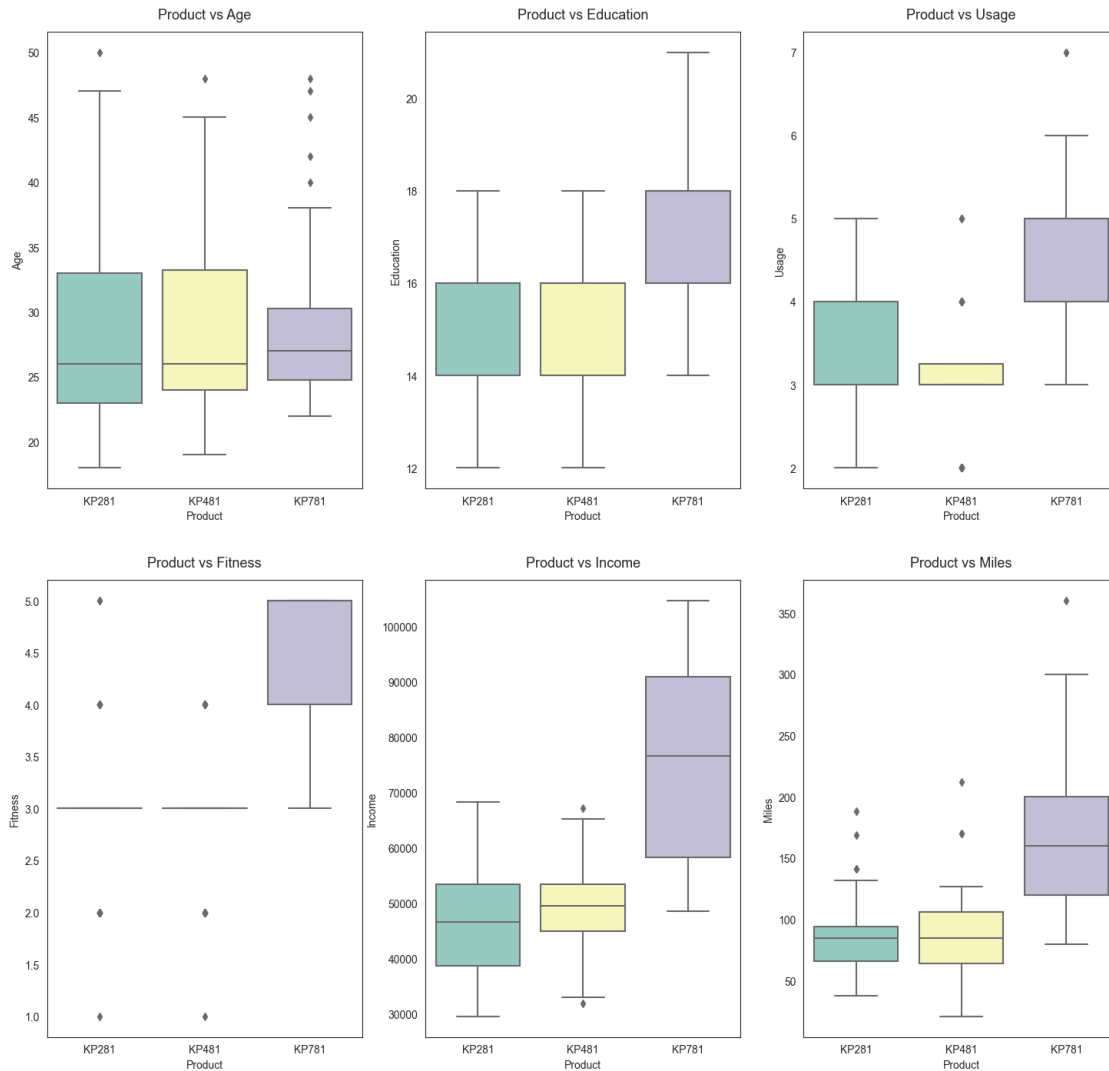 Product vs Age
50
45
40
35
30
25
20
Age
KP281 KP481 KP781
Product
Product vs Education
20
18
16
14
12
Education
KP281 KP481 KP781
Product
Product vs Usage
7
6
5
4
3
2
Usage
KP281 KP481 KP781
Product
Product vs Fitness
5.0
4.5
4.0
3.5
3.0
2.5
2.0
1.5
1.0
Fitness
KP281 KP481 KP781
Product
Product vs Income
100000
90000
80000
70000
60000
50000
40000
30000
Income
KP281 KP481 KP781
Product
Product vs Miles
350
300
250
200
150
100
50
Miles
KP281 KP481 KP781
Product